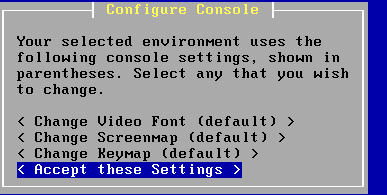 Configure Console
Your selected environment uses the
following console settings, shown in
parentheses. Select any that you wish
to change.
< Change Video Font (default) >
< Change Screenmap (default) >
< Change Keymap (default) >
< Accept these Settings >